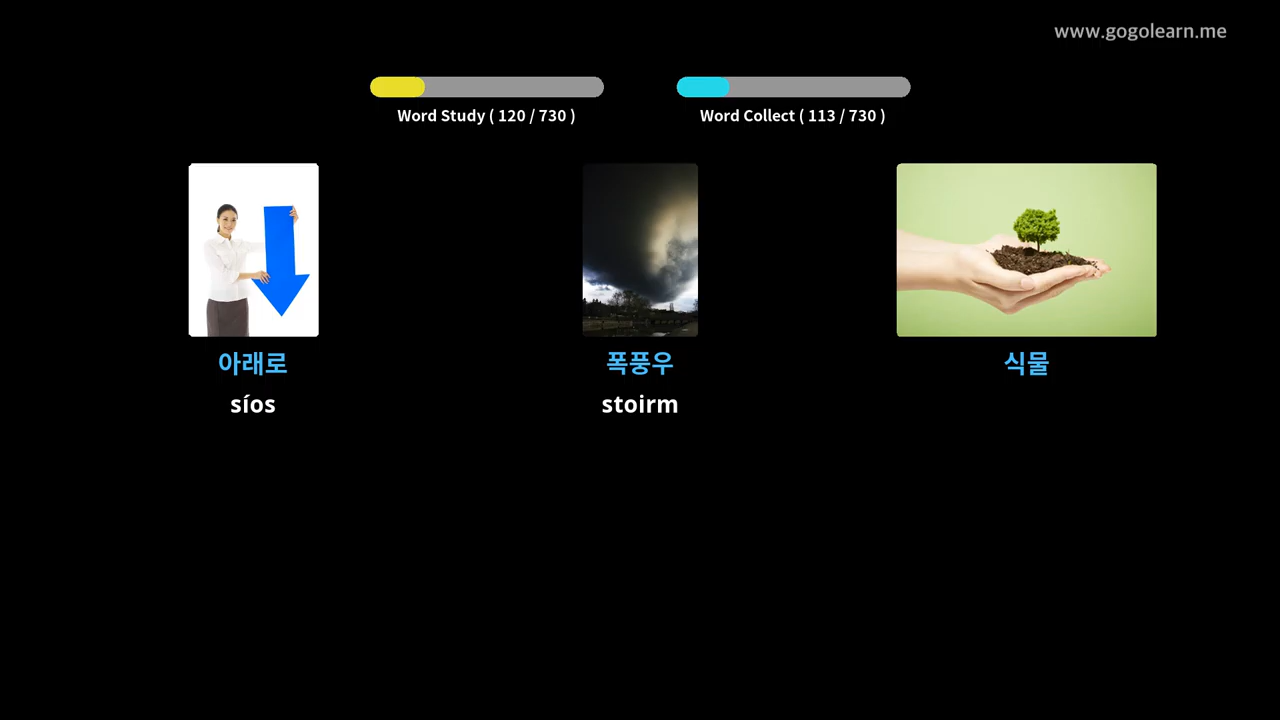 www.gogolearn.me
Word Study ( 120 / 730 )
Word Collect ( 113 / 730 )
아래로
폭풍우
식물
síos
stoirm